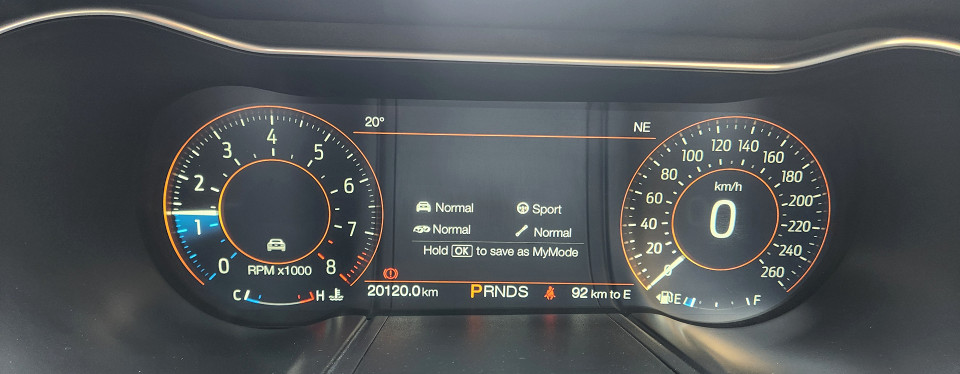 20° NE
4
3 5
2 6
1 7
0 8
RPM x1000
C H
Normal Sport
Normal Normal
Hold OK to save as MyMode
20120.0 km PRNDS 92 km to E
120 140
100 160
80 180
60 200
40 220
20 240
0 260
km/h
0
E F